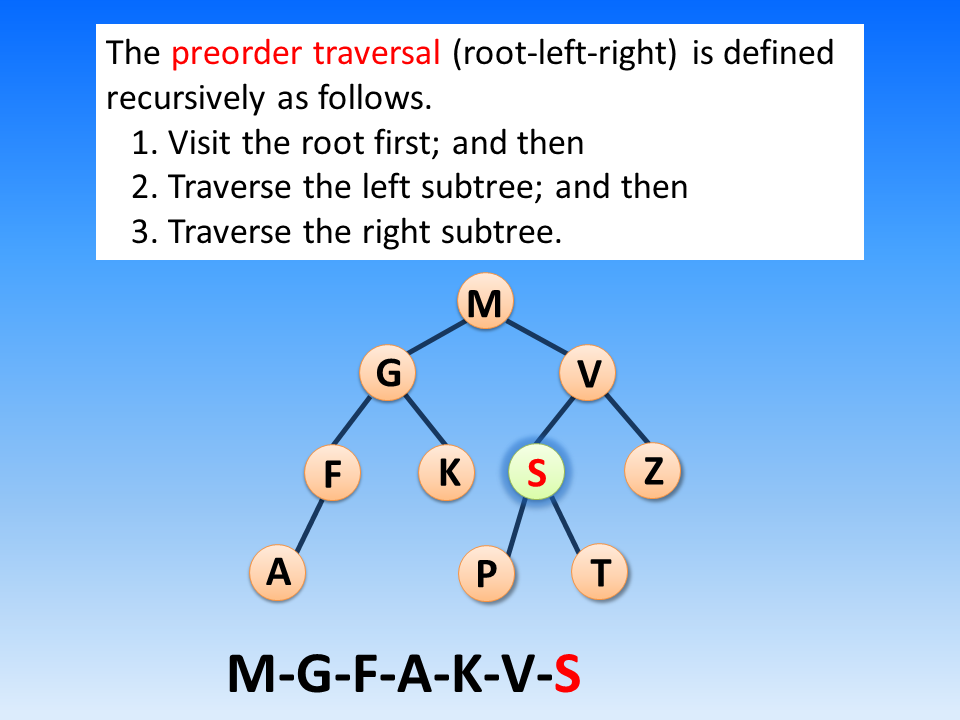 The preorder traversal (root-left-right) is defined
recursively as follows.
1. Visit the root first; and then
2. Traverse the left subtree; and then
3. Traverse the right subtree.
M
G V
F K S Z
A P T
M-G-F-A-K-V-S